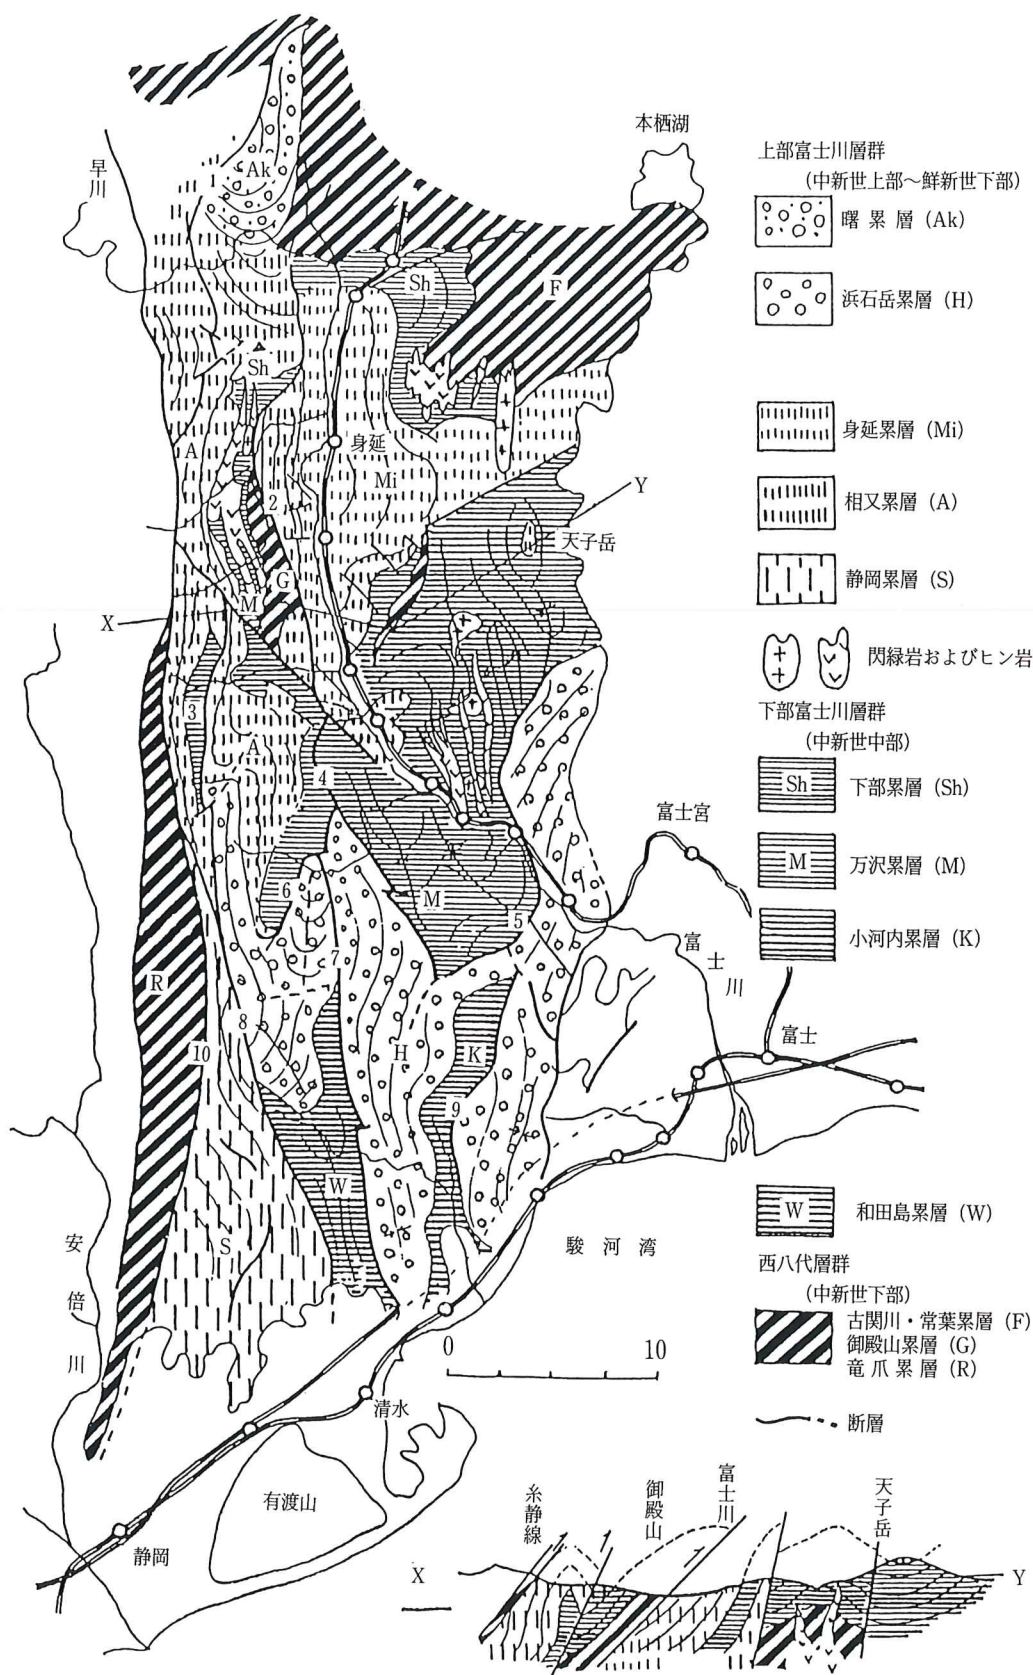 本栖湖
早川
Ak
Sh
F
Sh
A
身延
Mi
2
Y
天子岳
G
M
X
3
A
4
富士宮
6
M
5
7
富士川
R
8
H
K
富士
10
9
W
S
駿河湾
安倍川
0 10
清水
有渡山
静岡
上部富士川層群
(中新世上部~鮮新世下部)
曙累層(Ak)
浜石岳累層(H)
身延累層(Mi)
相又累層(A)
静岡累層(S)
閃緑岩およびヒン岩
下部富士川層群
(中新世中部)
Sh 下部累層(Sh)
M 万沢累層(M)
小河内累層(K)
W 和田島累層(W)
西八代層群
(中新世下部)
古関川・常葉累層(F)
御殿山累層(G)
竜爪累層(R)
断層
糸静線
御殿山
富士川
天子岳
X
Y